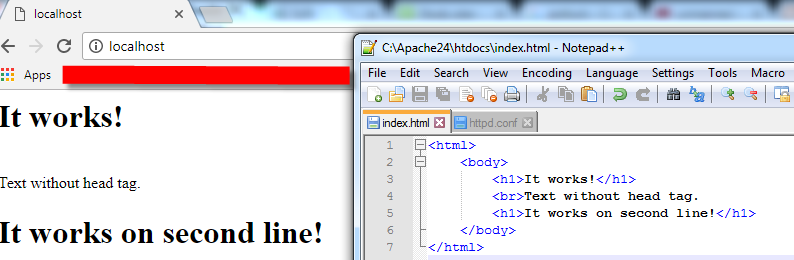 localhost
localhost
Apps
It works!
Text without head tag.
It works on second line!
C:\Apache24\htdocs\index.html - Notepad++
File Edit Search View Encoding Language Settings Tools Macro
index.html httpd.conf
1 <html>
2 <body>
3 <h1>It works!</h1>
4 <br>Text without head tag.
5 <h1>It works on second line!</h1>
6 </body>
7 </html>